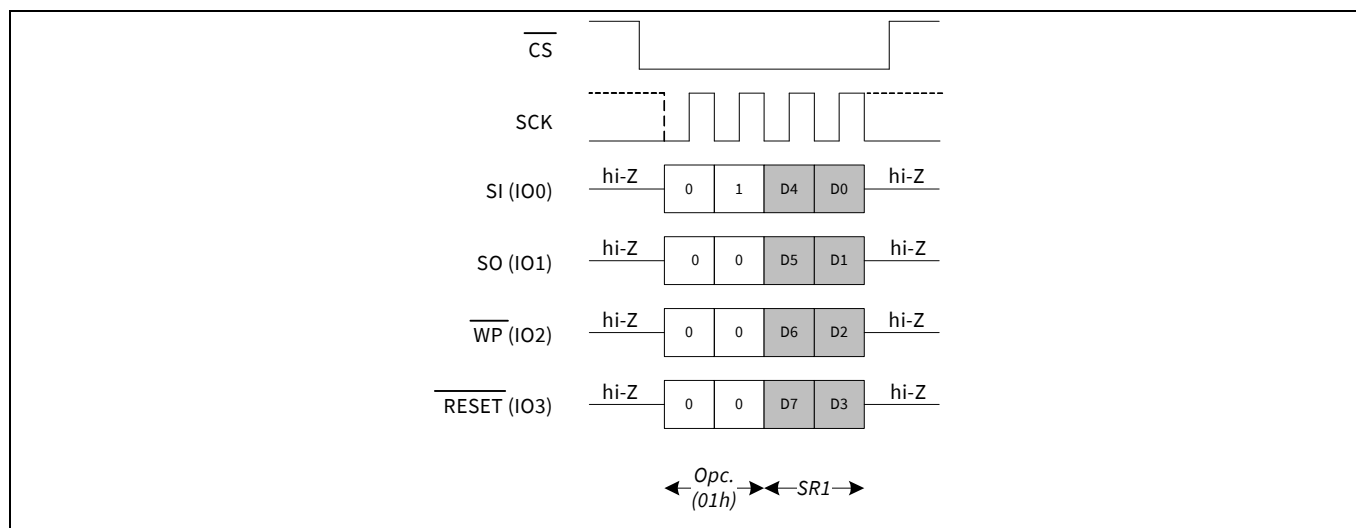 CS
SCK
hi-Z hi-Z
SI (IO0) 0 1 D4 D0
hi-Z hi-Z
SO (IO1) 0 0 D5 D1
hi-Z hi-Z
WP (IO2) 0 0 D6 D2
hi-Z hi-Z
RESET (IO3) 0 0 D7 D3
Opc.
(01h)
SR1